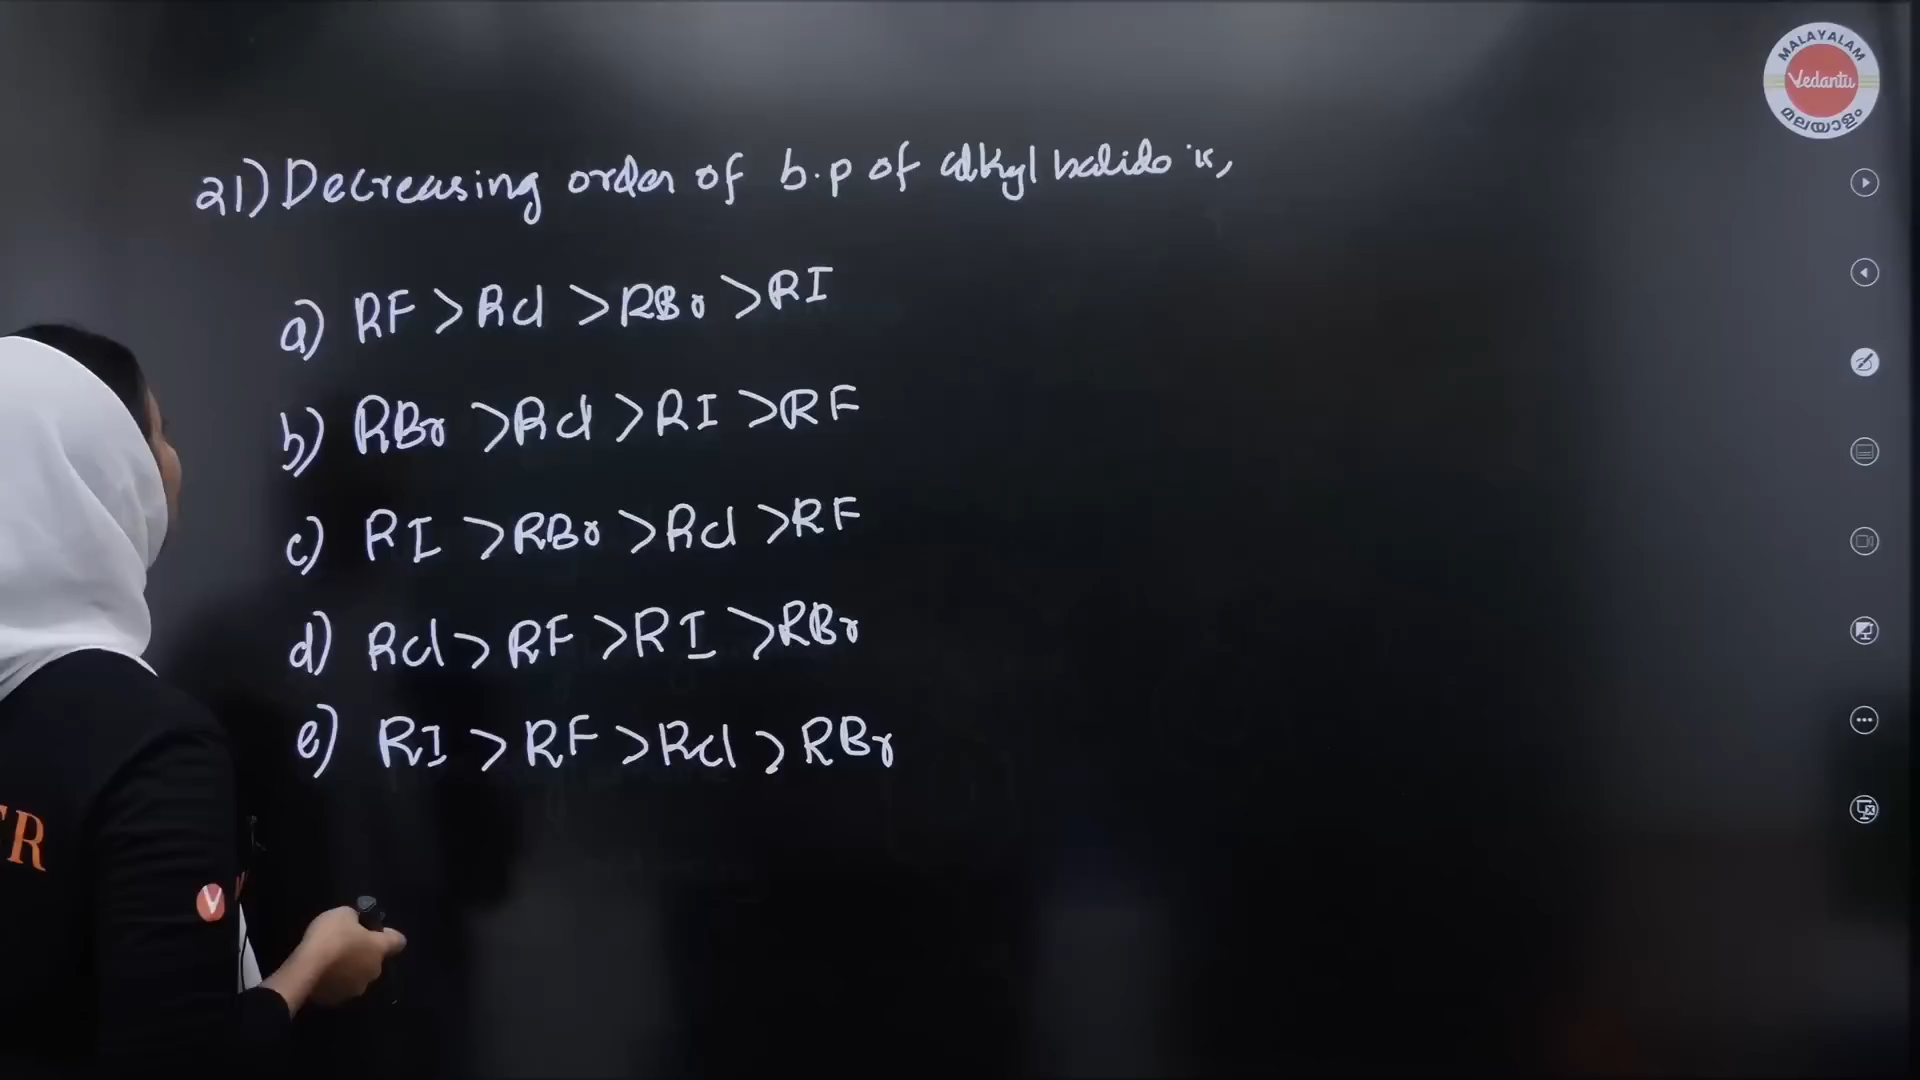 MALAYALAM
Vedantu
മലയാളം
21) Decreasing order of b.p of alkyl halide is,
a) RF > RCl > RBr > RI
b) RBr > RCl > RI > RF
c) RI > RBr > RCl > RF
d) RCl > RF > RI > RBr
e) RI > RF > RCl > RBr
V